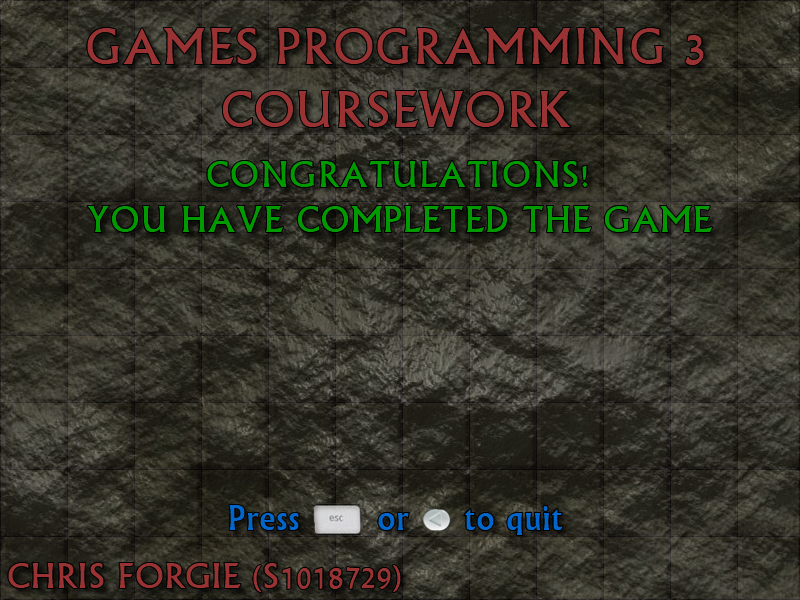 GAMES PROGRAMMING 3
COURSEWORK
CONGRATULATIONS!
YOU HAVE COMPLETED THE GAME
Press esc or to quit
CHRIS FORGIE (S1018729)